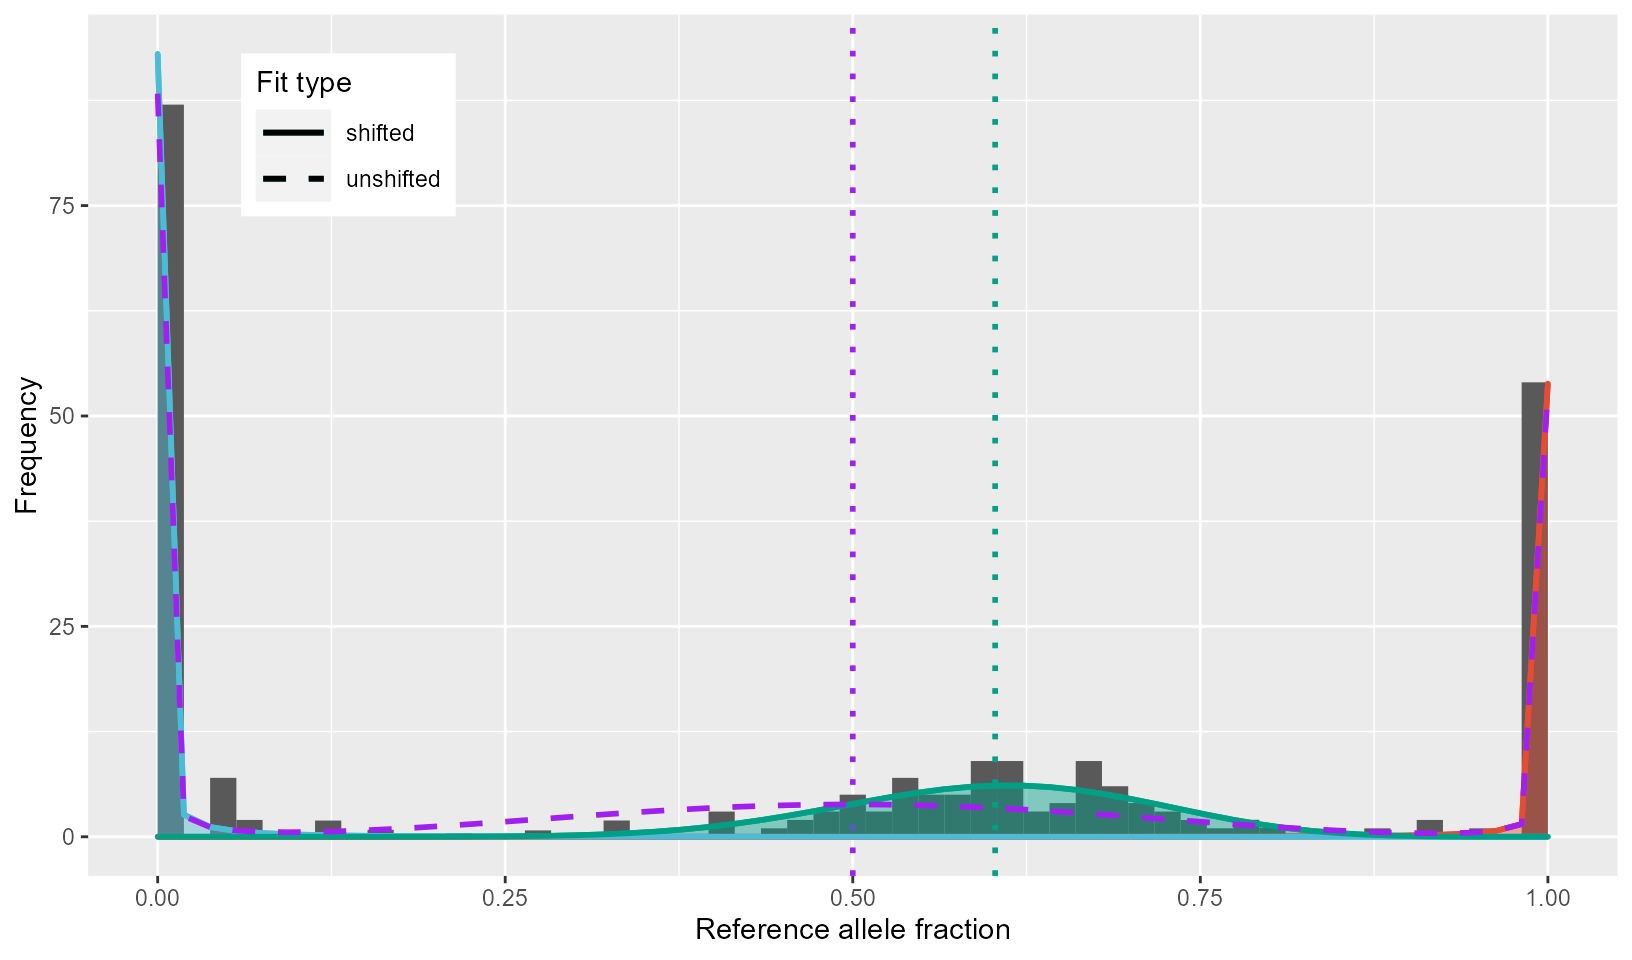 Fit type
shifted
unshifted
Frequency
75
50
25
0
0.00 0.25 0.50 0.75 1.00
Reference allele fraction